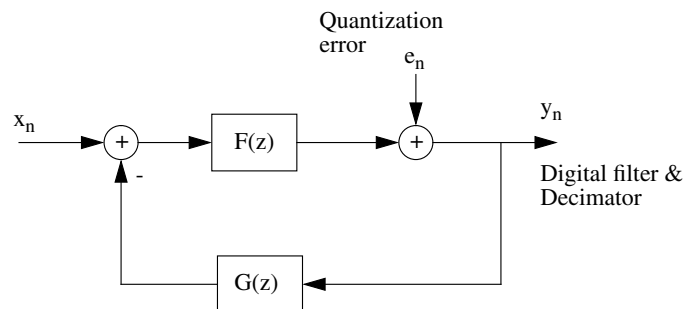 Quantization
error
e_n
x_n
y_n
+
F(z)
+
-
Digital filter &
Decimator
G(z)